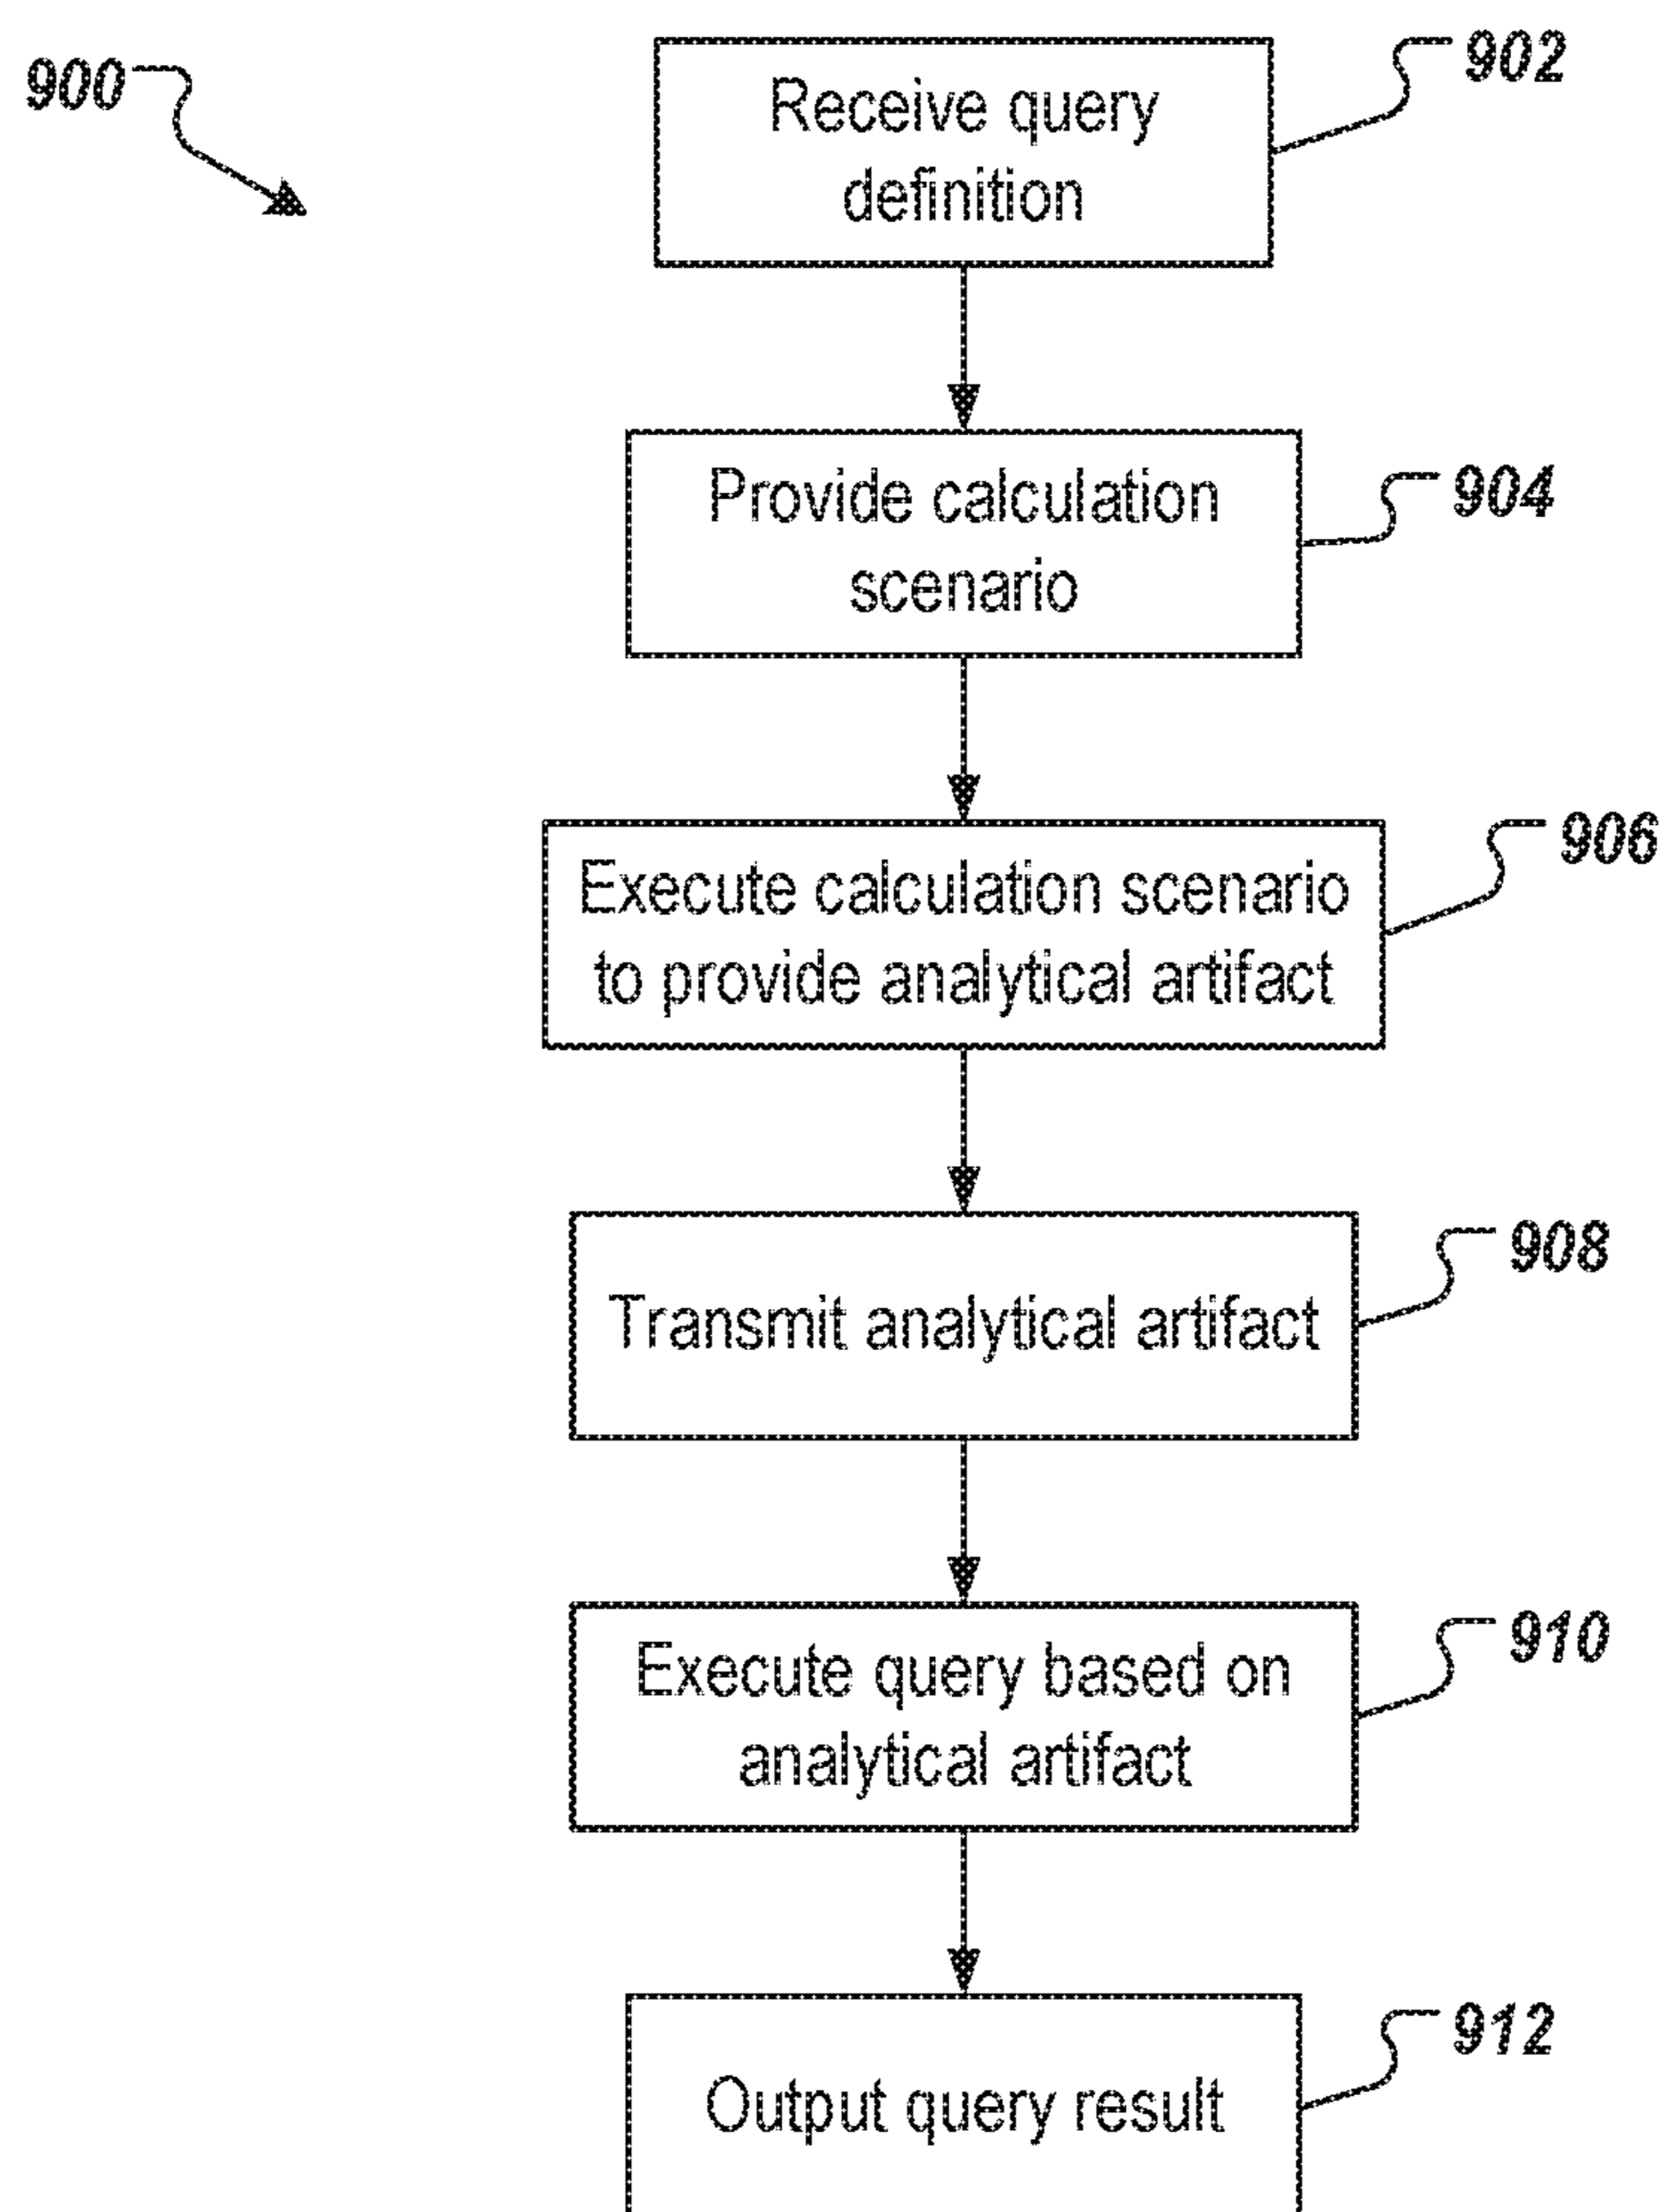 900
Receive query
definition
902
Provide calculation
scenario
904
Execute calculation scenario
to provide analytical artifact
906
Transmit analytical artifact
908
Execute query based on
analytical artifact
910
Output query result
912